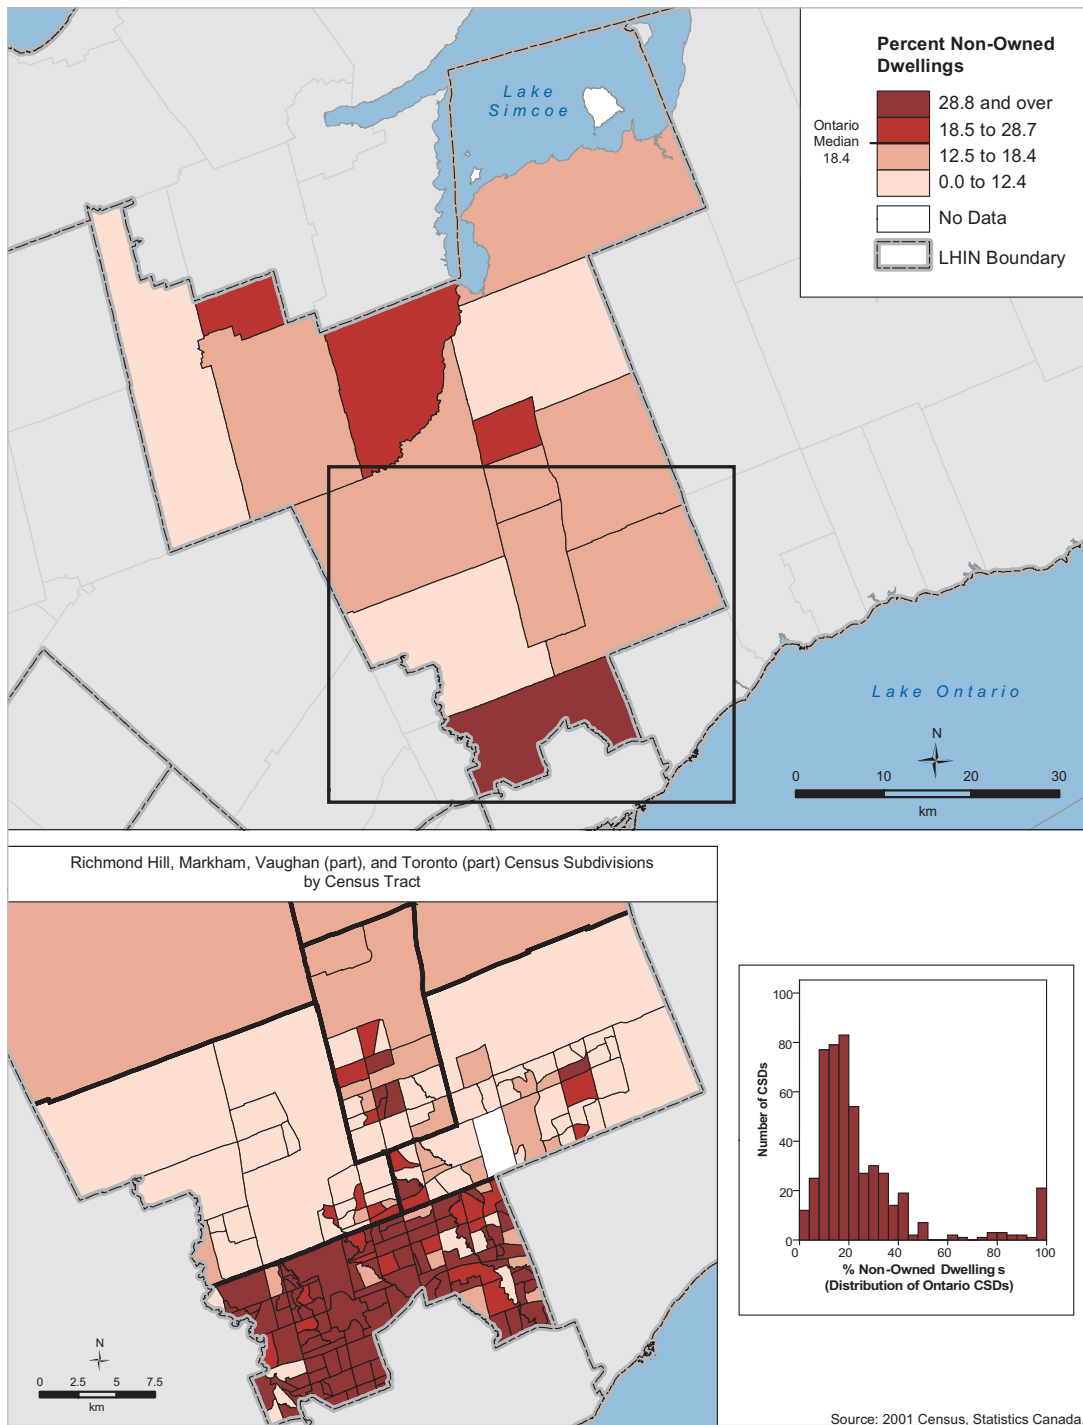 Percent Non-Owned
Dwellings
28.8 and over
18.5 to 28.7
12.5 to 18.4
0.0 to 12.4
No Data
LHIN Boundary
Ontario
Median
18.4
Lake
Simcoe
Lake Ontario
N
0 10 20 30
km
Richmond Hill, Markham, Vaughan (part), and Toronto (part) Census Subdivisions
by Census Tract
N
0 2.5 5 7.5
km
Number of CSDs
100
80
60
40
20
0
0 20 40 60 80 100
% Non-Owned Dwellings
(Distribution of Ontario CSDs)
Source: 2001 Census, Statistics Canada.